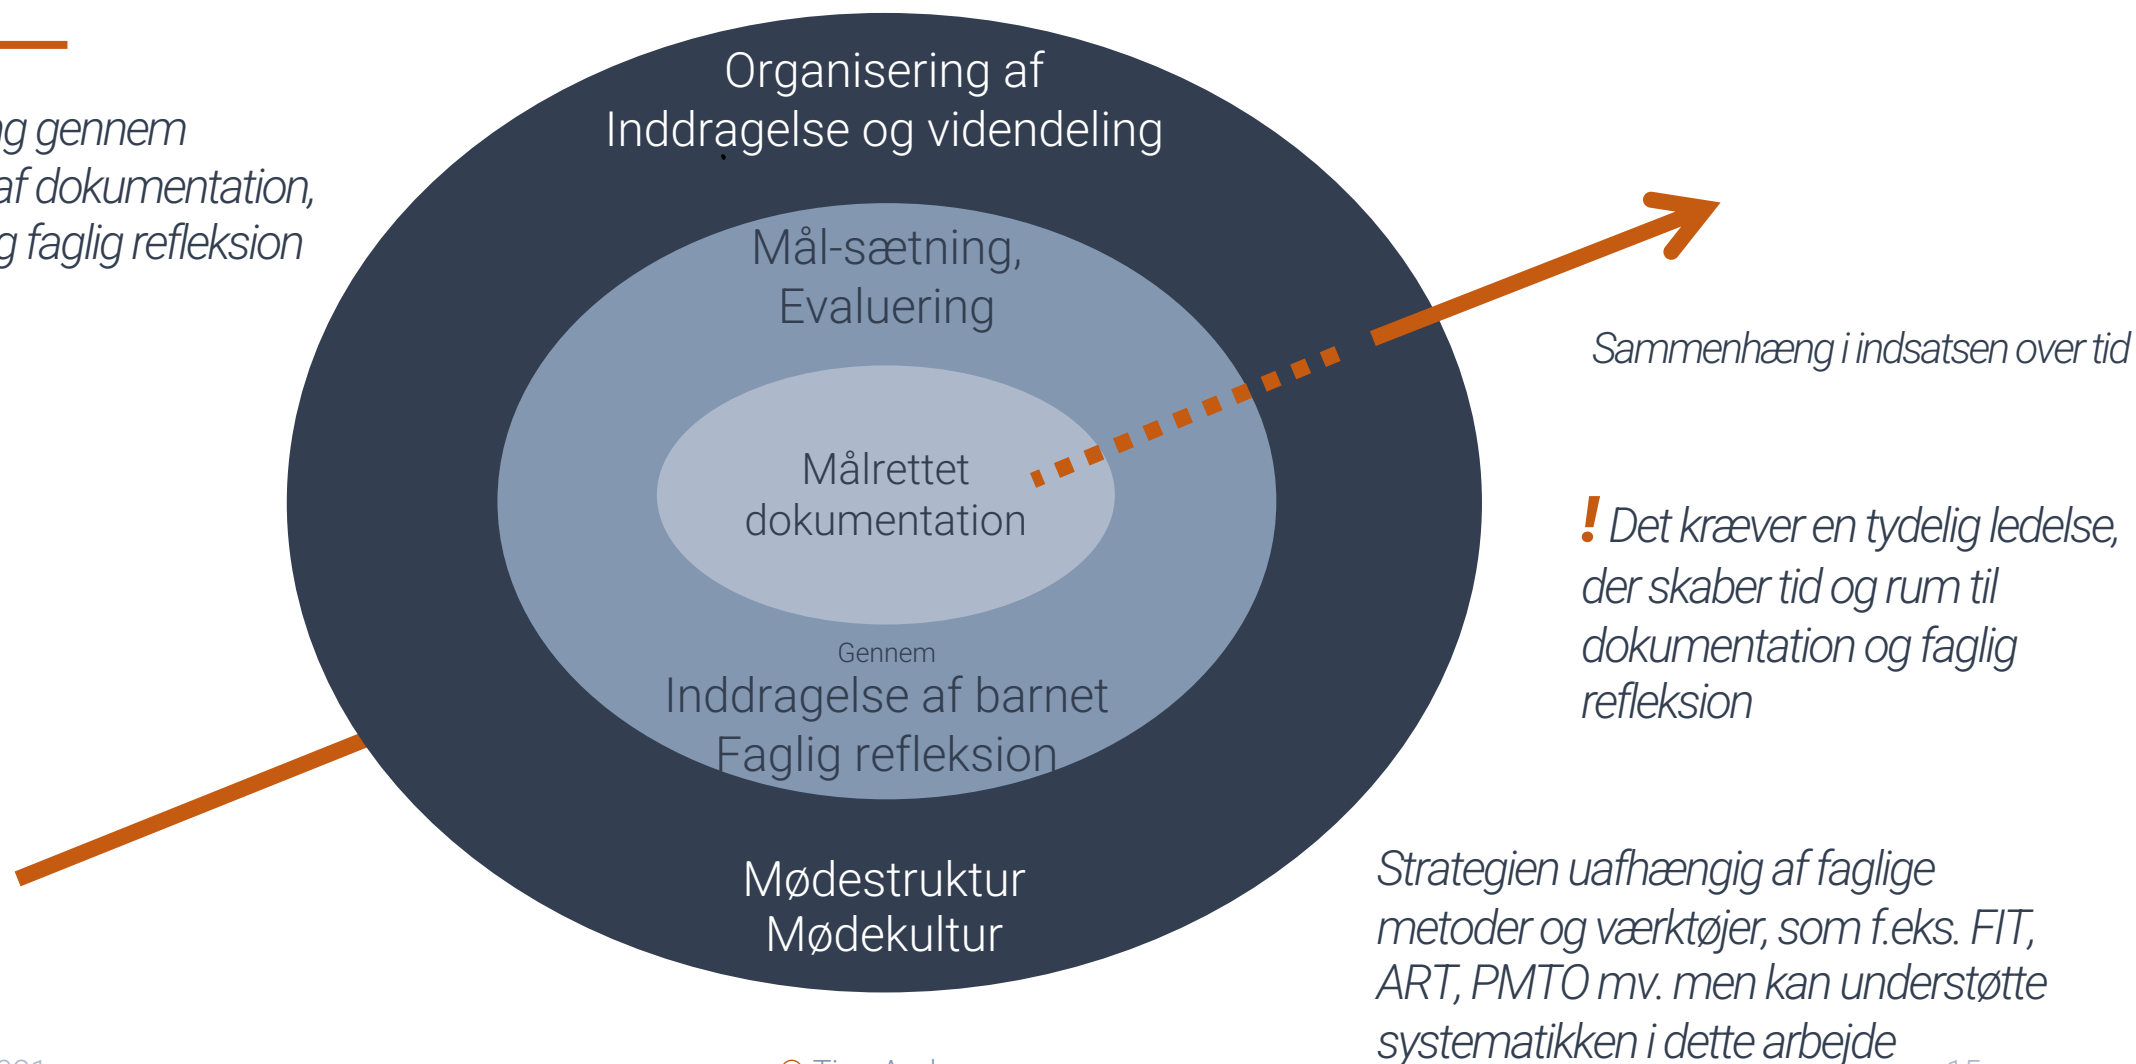 Organisering af
Inddragelse og videndeling
gennem
af dokumentation,
faglig refleksion
Mål-sætning,
Evaluering
Målrettet
dokumentation
Gennem
Inddragelse af barnet
Faglig refleksion
Mødestruktur
Mødekultur
Sammenhæng i indsatsen over tid
! Det kræver en tydelig ledelse,
der skaber tid og rum til
dokumentation og faglig
refleksion
Strategien uafhængig af faglige
metoder og værktøjer, som f.eks. FIT,
ART, PMTO mv. men kan understøtte
systematikken i dette arbejde